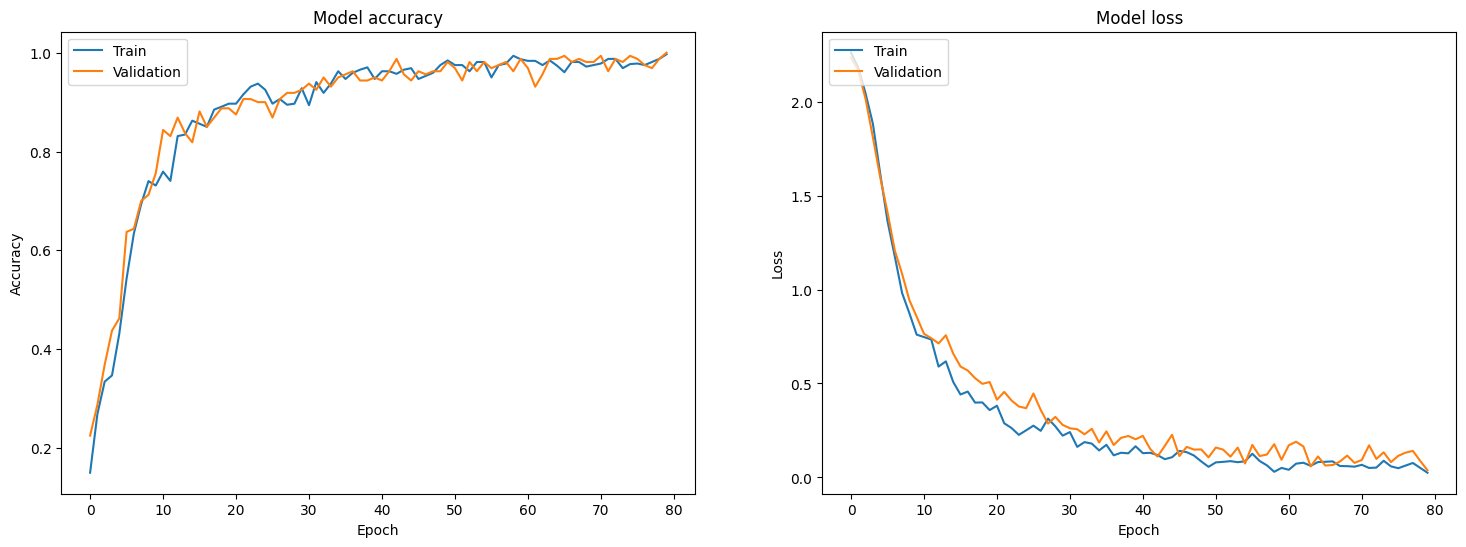 Model accuracy
Train
Validation
1.0
0.8
0.6
0.4
0.2
Accuracy
0 10 20 30 40 50 60 70 80
Epoch
Model loss
Train
Validation
2.0
1.5
1.0
0.5
0.0
Loss
0 10 20 30 40 50 60 70 80
Epoch